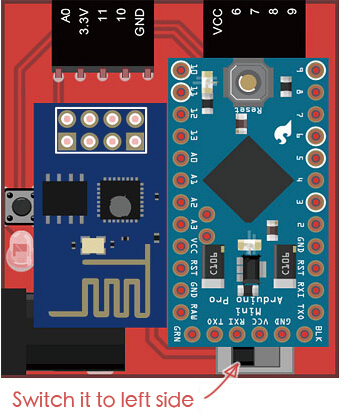 A0
3.3V
11
10
GND
VCC
6
7
8
9
10
11
12
13
A0
A1
A2
A3
VCC
RST
GND
RAW
Reset
9
8
7
6
5
4
3
2
GND
RST
RXI
TXO
C106
C106
Arduino Pro
Mini
GRN
TXO
RXI
VCC
GND
BLK
Switch it to left side